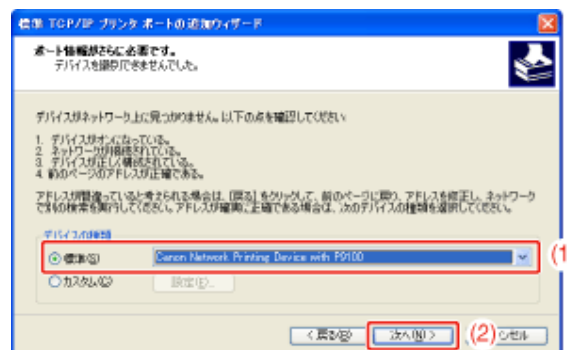 標準 TCP/IP プリンタ ポートの追加ウィザード
ポート情報がさらに必要です。
デバイスを識別できませんでした。
デバイスがネットワーク上に見つかりません。以下の点を確認してください:
1. デバイスがオンになっている。
2. ネットワークが接続されている。
3. デバイスが正しく構成されている。
4. 前のページのアドレスが正確である。
アドレスが間違っていると考えられる場合は、[戻る] をクリックして、前のページに戻り、アドレスを修正し、ネットワーク
で別の検索を実行してください。アドレスが確実に正確である場合は、次のデバイスの種類を選択してください。
デバイスの種類
標準(S) Canon Network Printing Device with P9100
(1
カスタム(C) 設定(E)...
< 戻る(B) 次へ(N) > (2) ンセル